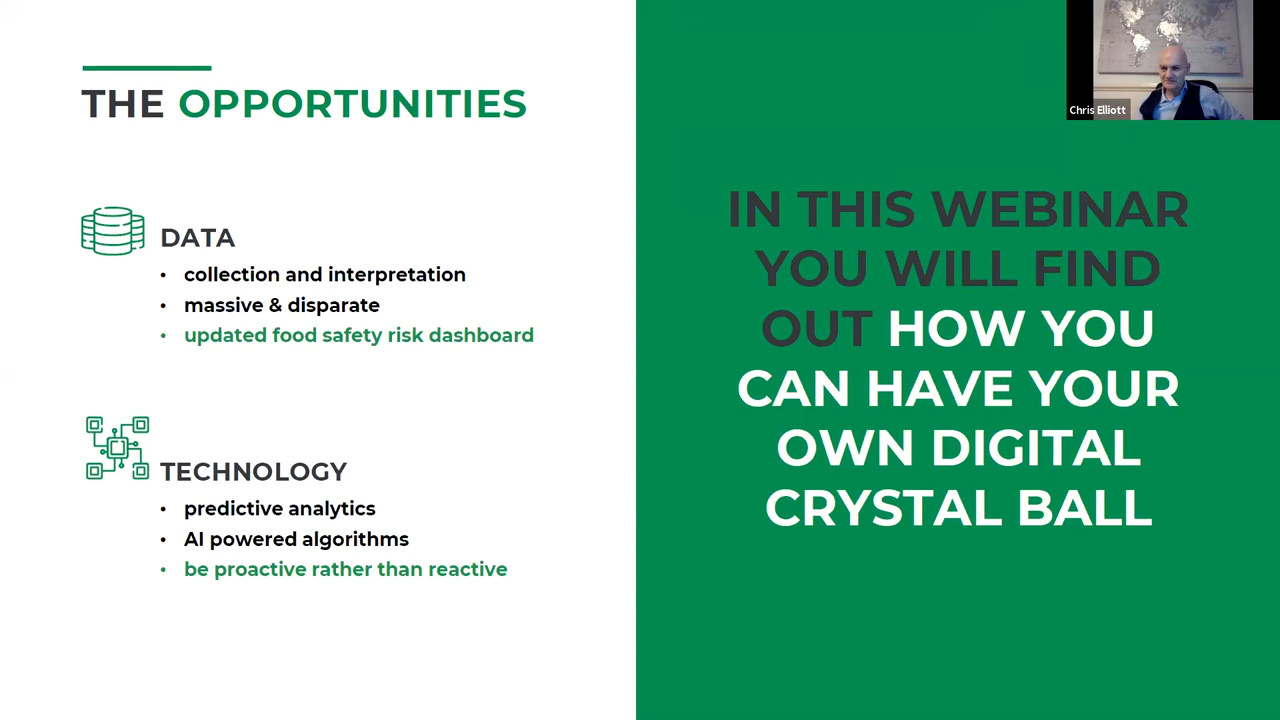 THE OPPORTUNITIES
DATA
• collection and interpretation
• massive & disparate
• updated food safety risk dashboard
TECHNOLOGY
• predictive analytics
• AI powered algorithms
• be proactive rather than reactive
Chris Elliott
IN THIS WEBINAR
YOU WILL FIND
OUT HOW YOU
CAN HAVE YOUR
OWN DIGITAL
CRYSTAL BALL